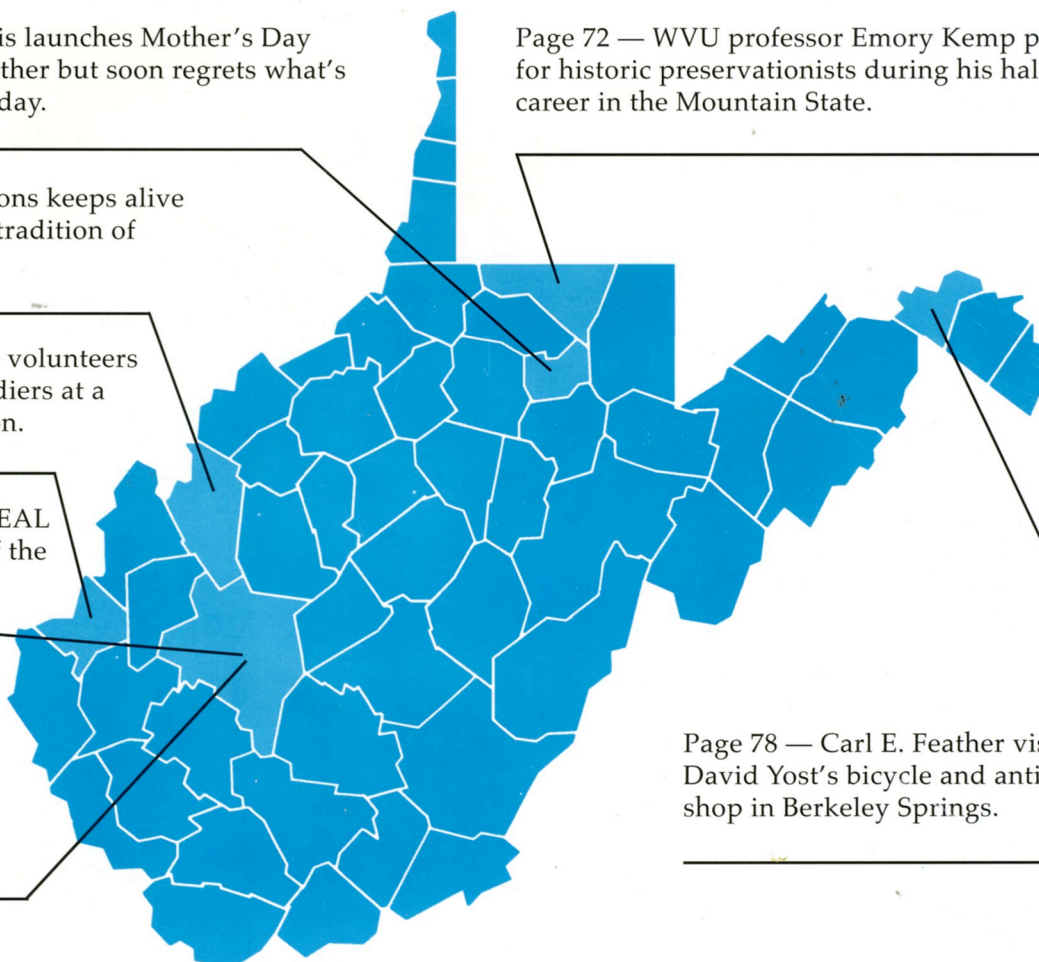 is launches Mother's Day
ther but soon regrets what's
day.
ons keeps alive
tradition of
volunteers
diers at a
on.
EAL
f the
Page 72 — WVU professor Emory Kemp p
for historic preservationists during his hal
career in the Mountain State.
Page 78 — Carl E. Feather vis
David Yost's bicycle and anti
shop in Berkeley Springs.